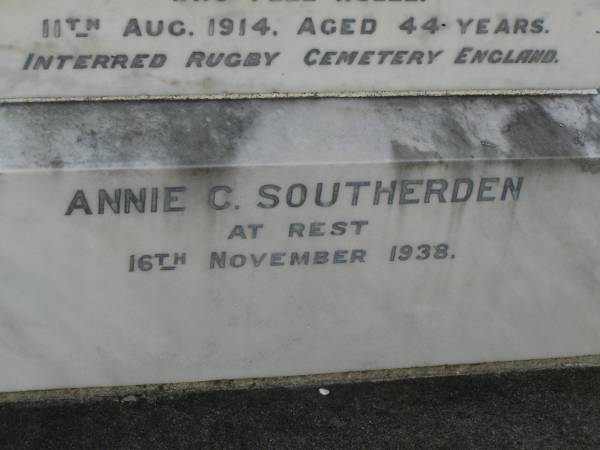 11TH AUG. 1914. AGED 44 YEARS.
INTERRED RUGBY CEMETERY ENGLAND.
ANNIE C. SOUTHERDEN
AT REST
16TH NOVEMBER 1938.